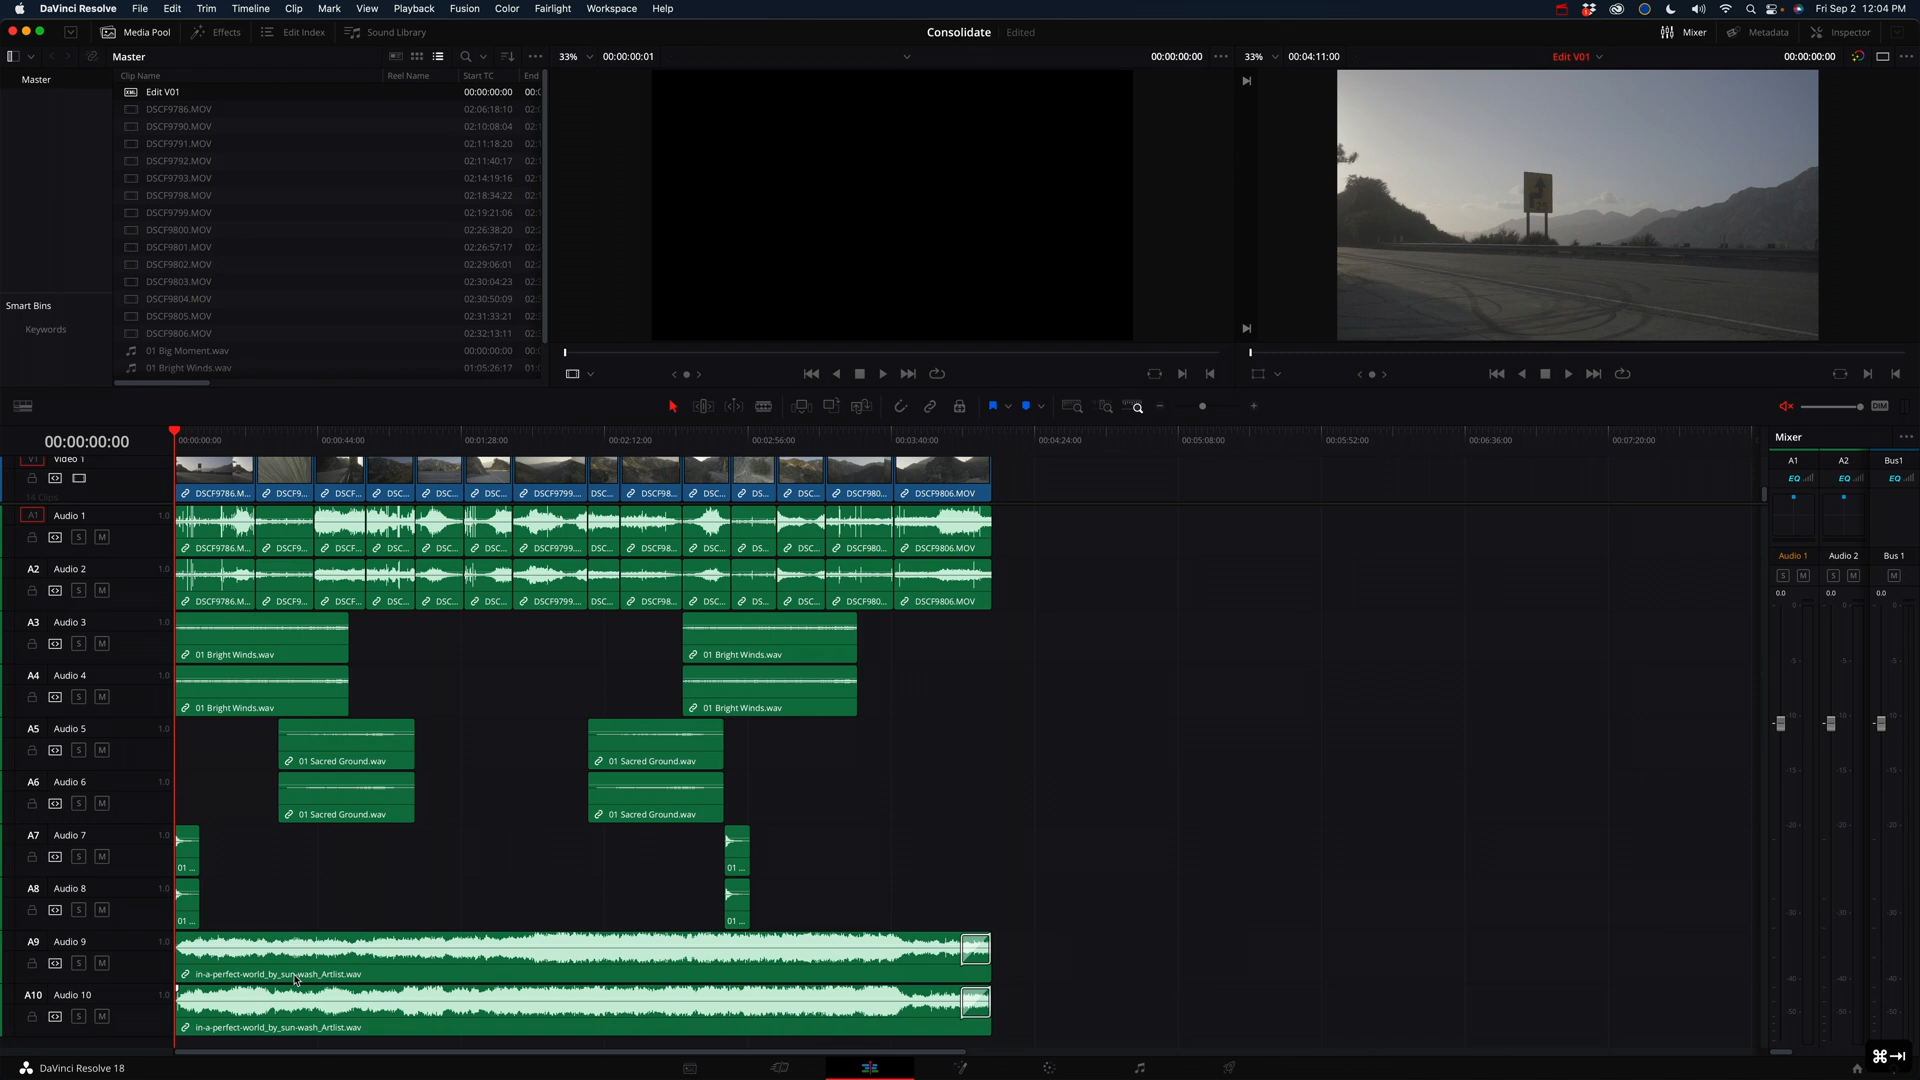 DaVinci Resolve File Edit Trim Timeline Clip Mark View Playback Fusion Color Fairlight Workspace Help Fri Sep 2 12:04 PM
Media Pool Effects Edit Index Sound Library Consolidate Edited Mixer Metadata Inspector
Master 33% 00:00:00:01 00:00:00:00 33% 00:04:11:00 Edit V01 00:00:00:00
Master
Clip Name Reel Name Start TC End
Edit V01 00:00:00:00
DSCF9786.MOV 02:06:18:10
DSCF9790.MOV 02:10:08:04
DSCF9791.MOV 02:11:18:20
DSCF9792.MOV 02:11:40:17
DSCF9793.MOV 02:14:19:16
DSCF9798.MOV 02:18:34:22
DSCF9799.MOV 02:19:21:06
DSCF9800.MOV 02:26:38:20
DSCF9801.MOV 02:26:57:17
DSCF9802.MOV 02:29:06:01
DSCF9803.MOV 02:30:04:23
DSCF9804.MOV 02:30:50:09
DSCF9805.MOV 02:31:33:21
DSCF9806.MOV 02:32:13:11
01 Big Moment.wav 00:00:00:00
01 Bright Winds.wav 01:05:26:17
Smart Bins
Keywords
DIM
00:00:00:00
00:00:00:00 00:00:44:00 00:01:28:00 00:02:12:00 00:02:56:00 00:03:40:00 00:04:24:00 00:05:08:00 00:05:52:00 00:06:36:00 00:07:20:00
Mixer
A1 A2 Bus1
EQ EQ EQ
Audio 1 Audio 2 Bus 1
S M S M M
0.0 0.0 0.0
V1 Video 1
14 Clips
DSCF9786.M... DSCF9... DSCF... DSC... DSC... DSC... DSCF9799.... DSC... DSCF98... DSC... DS... DSC... DSCF980... DSCF9806.MOV
A1 Audio 1 1.0
S M
DSCF9786.M... DSCF9... DSCF... DSC... DSC... DSC... DSCF9799.... DSC... DSCF98... DSC... DS... DSC... DSCF980... DSCF9806.MOV
A2 Audio 2 1.0
S M
DSCF9786.M... DSCF9... DSCF... DSC... DSC... DSC... DSCF9799.... DSC... DSCF98... DSC... DS... DSC... DSCF980... DSCF9806.MOV
A3 Audio 3 1.0
S M
01 Bright Winds.wav 01 Bright Winds.wav
A4 Audio 4 1.0
S M
01 Bright Winds.wav 01 Bright Winds.wav
A5 Audio 5 1.0
S M
01 Sacred Ground.wav 01 Sacred Ground.wav
A6 Audio 6 1.0
S M
01 Sacred Ground.wav 01 Sacred Ground.wav
A7 Audio 7 1.0
S M
01 ... 01 ...
A8 Audio 8 1.0
S M
01 ... 01 ...
A9 Audio 9 1.0
S M
in-a-perfect-world_by_sun-wash_Artlist.wav
A10 Audio 10 1.0
S M
in-a-perfect-world_by_sun-wash_Artlist.wav
DaVinci Resolve 18